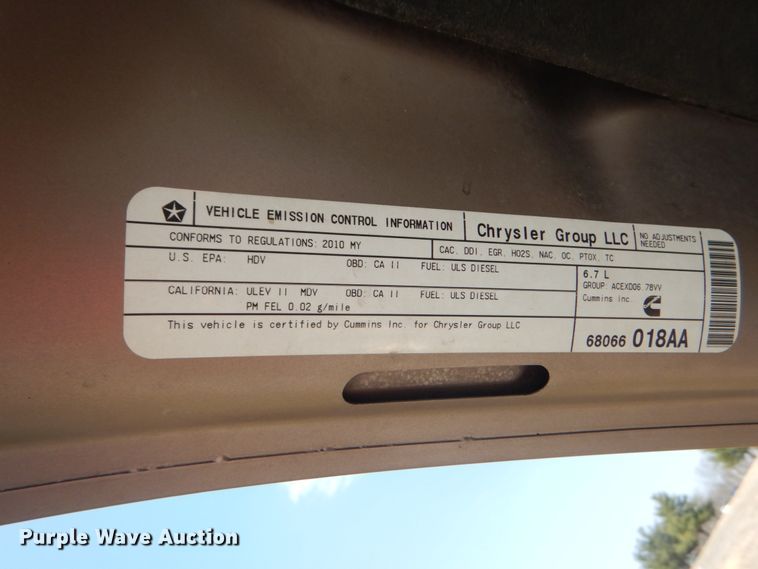 VEHICLE EMISSION CONTROL INFORMATION
Chrysler Group LLC
NO ADJUSTMENTS
NEEDED
CONFORMS TO REGULATIONS: 2010 MY
CAC, DDI, EGR, HO2S, NAC, OC, PTOX, TC
U.S. EPA: HDV OBD: CA II FUEL: ULS DIESEL
6.7 L
GROUP: ACEXD06.78VV
Cummins Inc.
CALIFORNIA: ULEV II MDV OBD: CA II FUEL: ULS DIESEL
PM FEL 0.02 g/mile
This vehicle is certified by Cummins Inc. for Chrysler Group LLC
68066 018AA
Purple Wave Auction